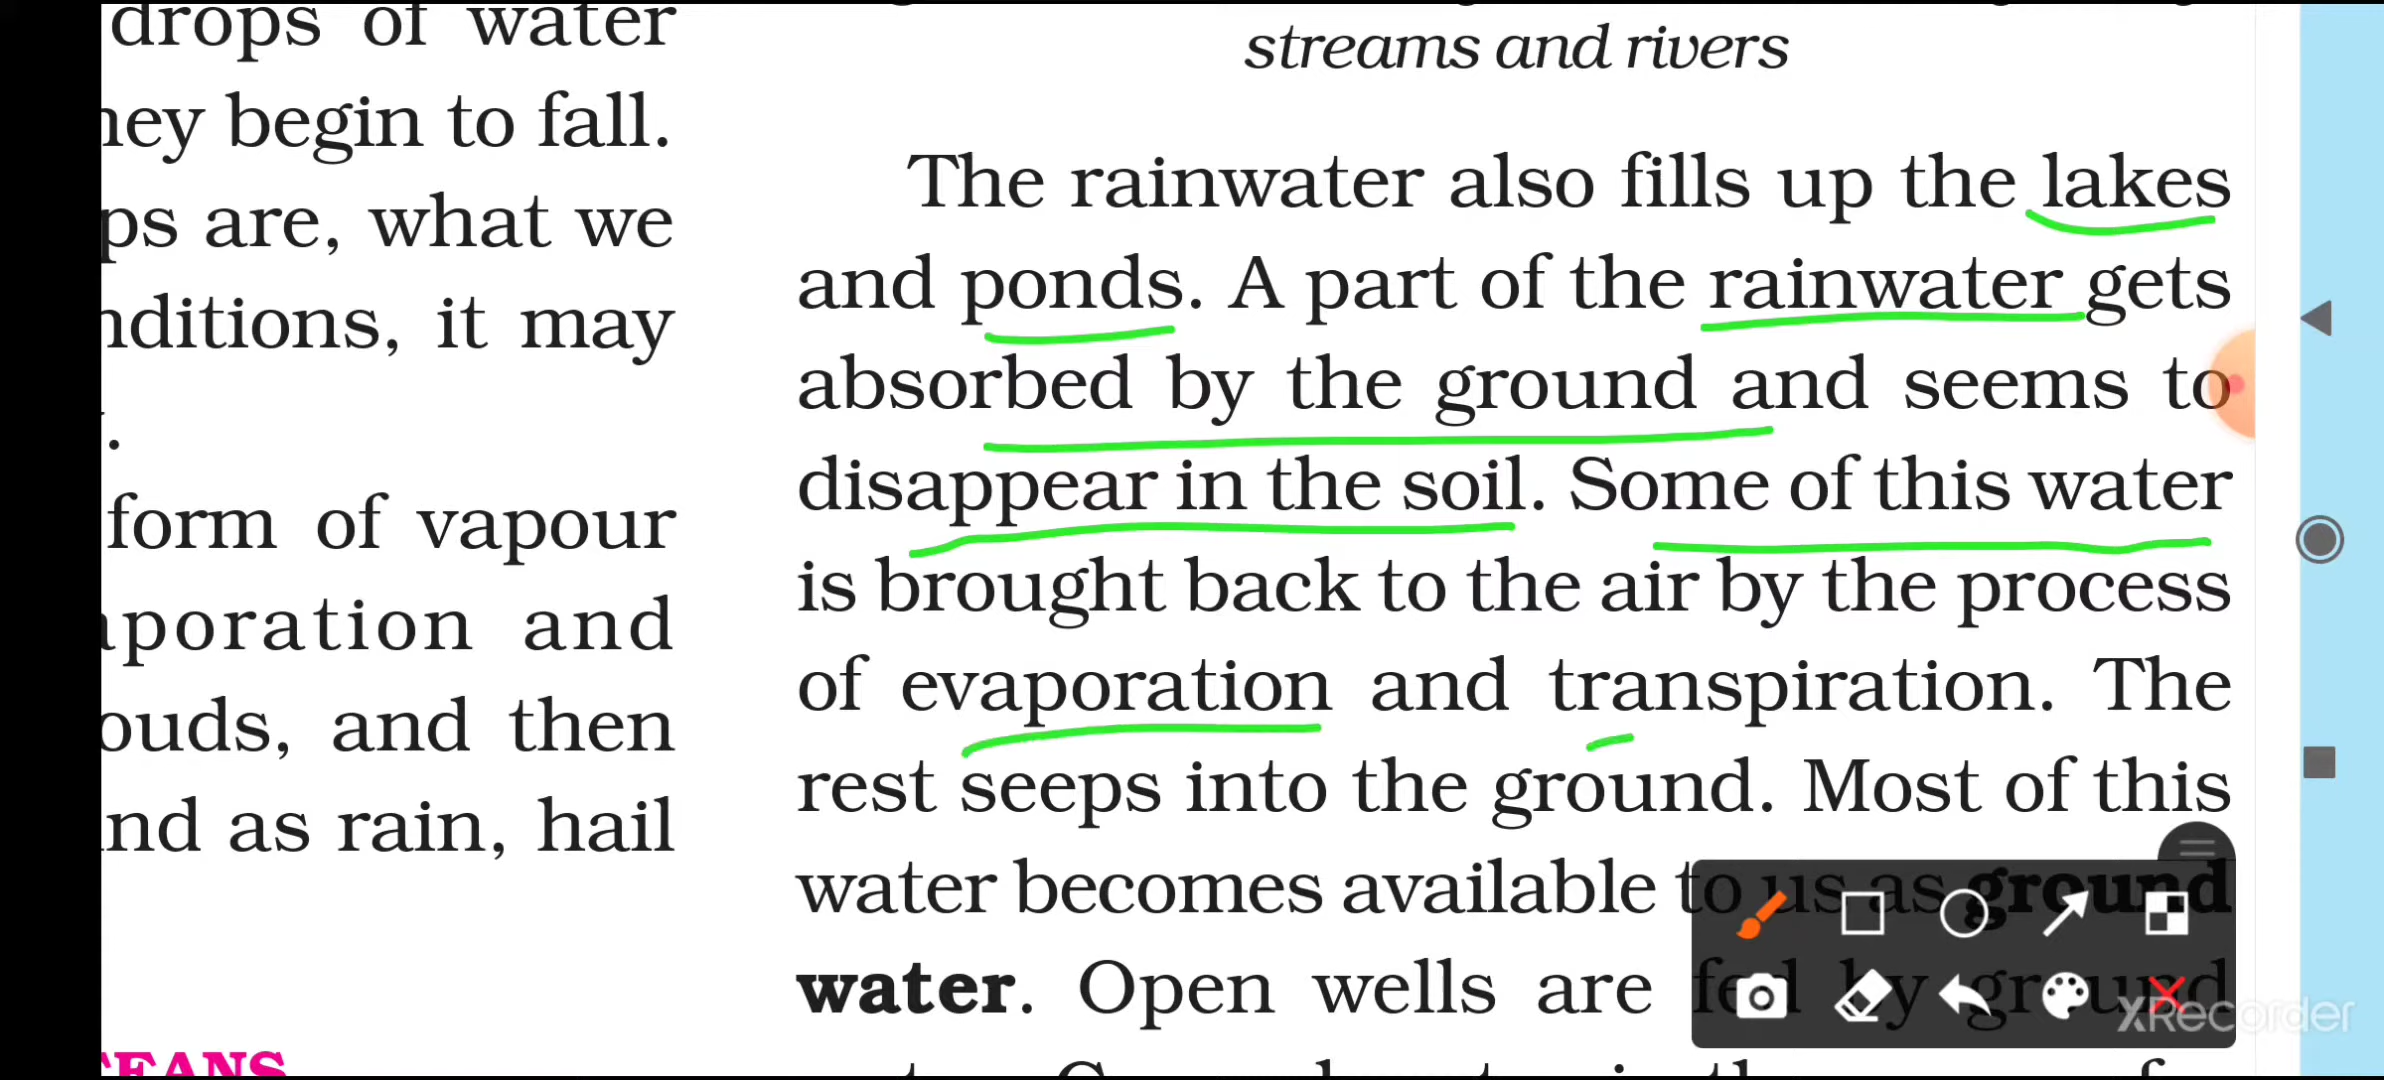 drops of water
hey begin to fall.
ps are, what we
nditions, it may
.
form of vapour
aporation and
ouds, and then
nd as rain, hail
EANS
streams and rivers
The rainwater also fills up the lakes
and ponds. A part of the rainwater gets
absorbed by the ground and seems to
disappear in the soil. Some of this water
is brought back to the air by the process
of evaporation and transpiration. The
rest seeps into the ground. Most of this
water becomes available to us as ground
water. Open wells are fed by ground
XRecorder